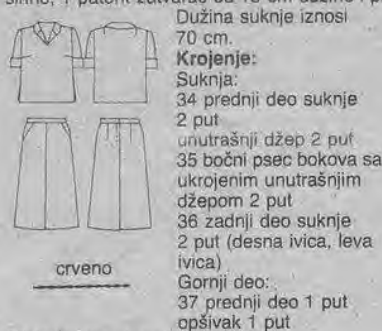 Dužina suknje iznosi
70 cm.
Krojenje:
Suknja:
34 prednji deo suknje
2 put
unutrašnji džep 2 put
35 bočni psec bokova sa
ukrojenim unutrašnjim
džepom 2 put
36 zadnji deo suknje
2 put (desna ivica, leva
ivica)
Gornji deo:
37 prednji deo 1 put
opšivak 1 put
crveno